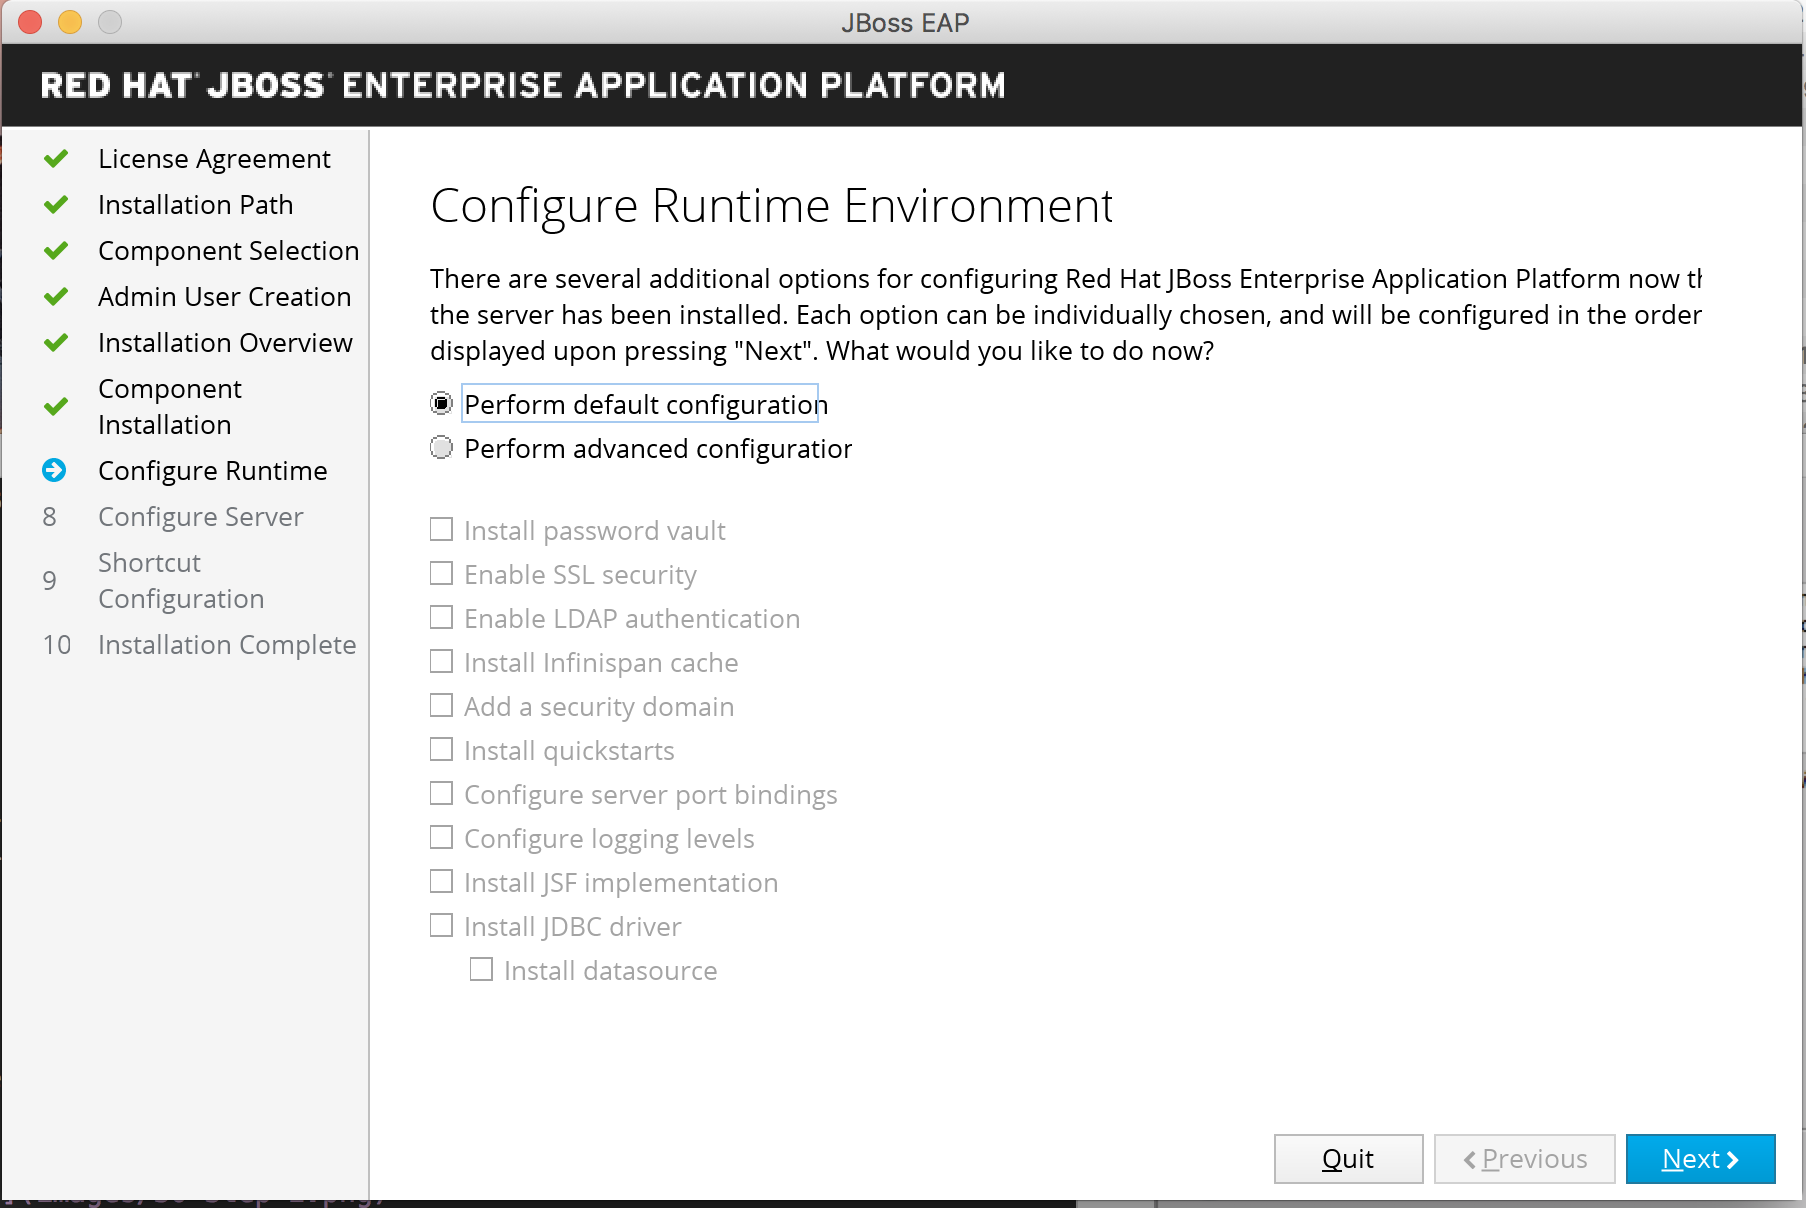 JBoss EAP
RED HAT JBOSS ENTERPRISE APPLICATION PLATFORM
License Agreement
Installation Path
Component Selection
Admin User Creation
Installation Overview
Component
Installation
Configure Runtime
8 Configure Server
9 Shortcut
Configuration
10 Installation Complete
Configure Runtime Environment
There are several additional options for configuring Red Hat JBoss Enterprise Application Platform now
the server has been installed. Each option can be individually chosen, and will be configured in the order
displayed upon pressing "Next". What would you like to do now?
Perform default configuration
Perform advanced configuration
Install password vault
Enable SSL security
Enable LDAP authentication
Install Infinispan cache
Add a security domain
Install quickstarts
Configure server port bindings
Configure logging levels
Install JSF implementation
Install JDBC driver
Install datasource
Quit
Previous
Next